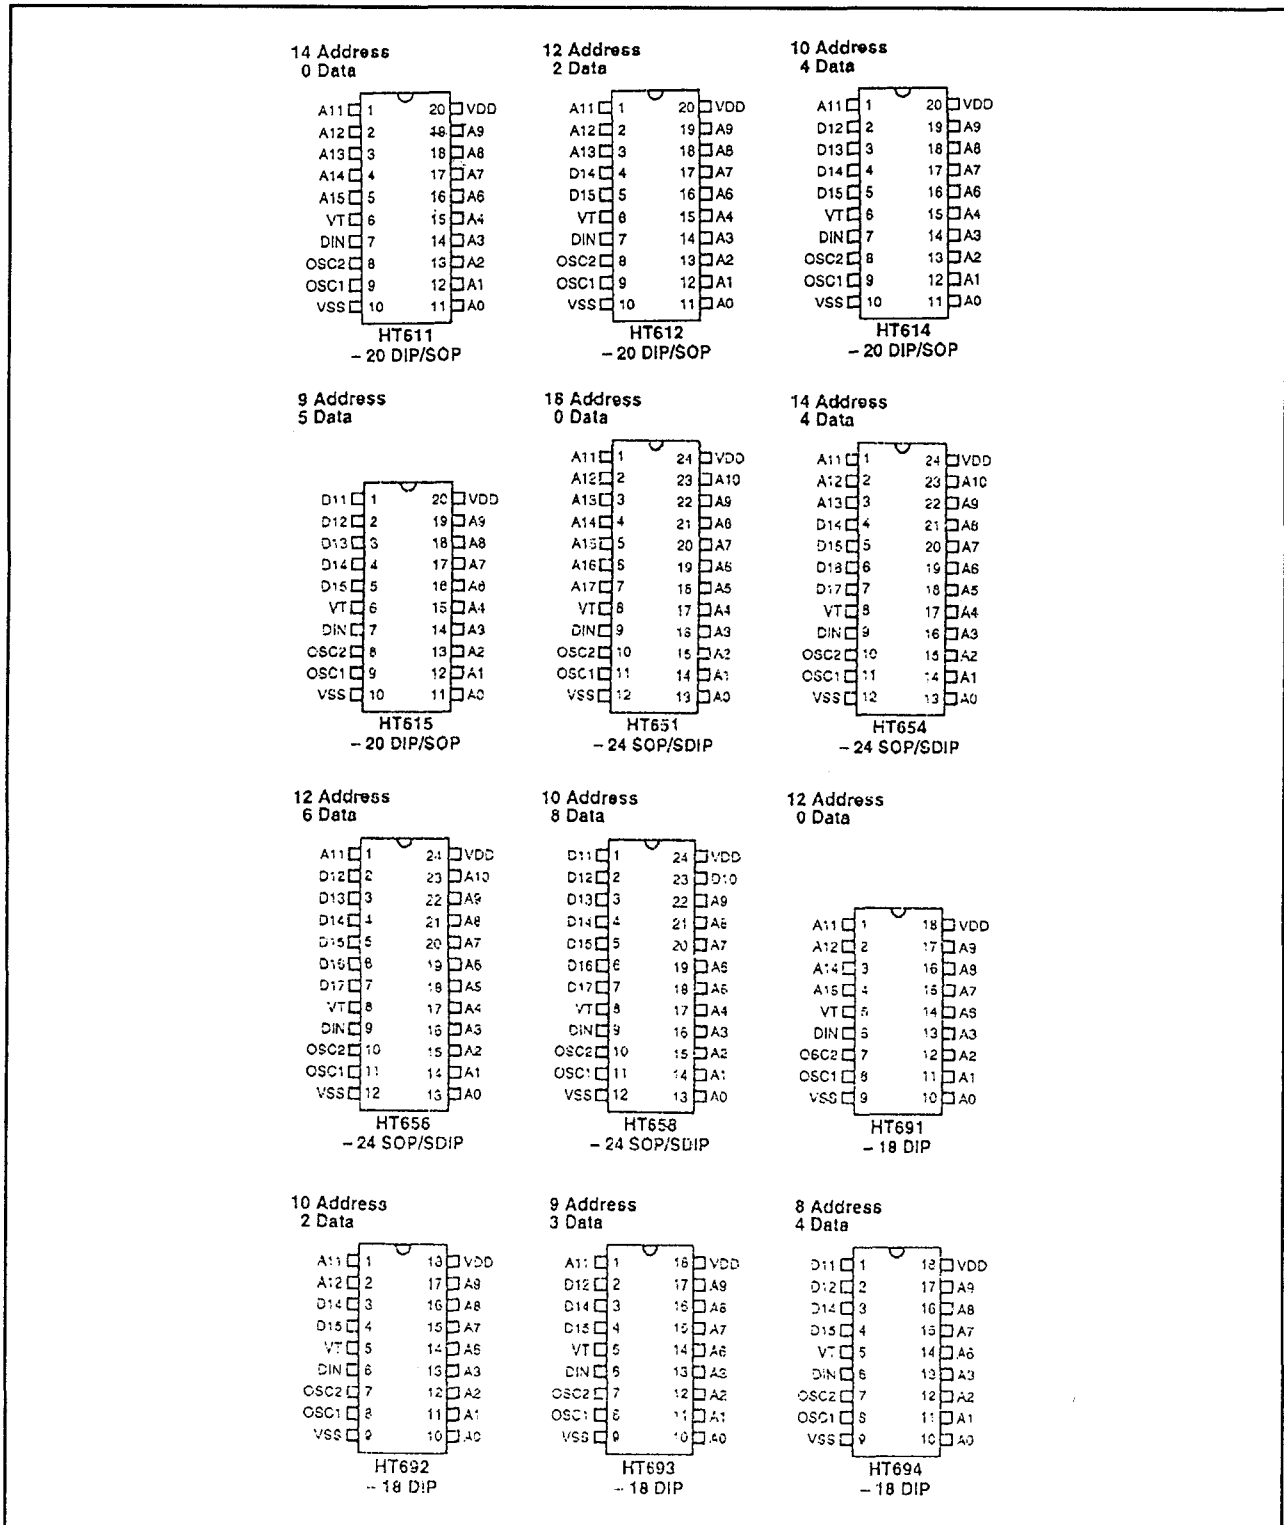 14 Address
0 Data
A11 1 20 VDD
A12 2 19 A9
A13 3 18 A8
A14 4 17 A7
A15 5 16 A6
VT 6 15 A4
DIN 7 14 A3
OSC2 8 13 A2
OSC1 9 12 A1
VSS 10 11 A0
HT611
– 20 DIP/SOP
12 Address
2 Data
A11 1 20 VDD
A12 2 19 A9
A13 3 18 A8
D14 4 17 A7
D15 5 16 A6
VT 6 15 A4
DIN 7 14 A3
OSC2 8 13 A2
OSC1 9 12 A1
VSS 10 11 A0
HT612
– 20 DIP/SOP
10 Address
4 Data
A11 1 20 VDD
D12 2 19 A9
D13 3 18 A8
D14 4 17 A7
D15 5 16 A6
VT 6 15 A4
DIN 7 14 A3
OSC2 8 13 A2
OSC1 9 12 A1
VSS 10 11 A0
HT614
– 20 DIP/SOP
9 Address
5 Data
D11 1 20 VDD
D12 2 19 A9
D13 3 18 A8
D14 4 17 A7
D15 5 16 A6
VT 6 15 A4
DIN 7 14 A3
OSC2 8 13 A2
OSC1 9 12 A1
VSS 10 11 A0
HT615
– 20 DIP/SOP
18 Address
0 Data
A11 1 24 VDD
A12 2 23 A10
A13 3 22 A9
A14 4 21 A8
A15 5 20 A7
A16 6 19 A6
A17 7 18 A5
VT 8 17 A4
DIN 9 16 A3
OSC2 10 15 A2
OSC1 11 14 A1
VSS 12 13 A0
HT651
– 24 SOP/SDIP
14 Address
4 Data
A11 1 24 VDD
A12 2 23 A10
A13 3 22 A9
D14 4 21 A8
D15 5 20 A7
D16 6 19 A6
D17 7 18 A5
VT 8 17 A4
DIN 9 16 A3
OSC2 10 15 A2
OSC1 11 14 A1
VSS 12 13 A0
HT654
– 24 SOP/SDIP
12 Address
6 Data
A11 1 24 VDD
D12 2 23 A10
D13 3 22 A9
D14 4 21 A8
D15 5 20 A7
D16 6 19 A6
D17 7 18 A5
VT 8 17 A4
DIN 9 16 A3
OSC2 10 15 A2
OSC1 11 14 A1
VSS 12 13 A0
HT656
– 24 SOP/SDIP
10 Address
8 Data
D11 1 24 VDD
D12 2 23 D10
D13 3 22 A9
D14 4 21 A8
D15 5 20 A7
D16 6 19 A6
D17 7 18 A5
VT 8 17 A4
DIN 9 16 A3
OSC2 10 15 A2
OSC1 11 14 A1
VSS 12 13 A0
HT658
– 24 SOP/SDIP
12 Address
0 Data
A11 1 18 VDD
A12 2 17 A9
A14 3 16 A8
A15 4 15 A7
VT 5 14 A6
DIN 6 13 A3
OSC2 7 12 A2
OSC1 8 11 A1
VSS 9 10 A0
HT691
– 18 DIP
10 Address
2 Data
A11 1 18 VDD
A12 2 17 A9
D14 3 16 A8
D15 4 15 A7
VT 5 14 A6
DIN 6 13 A3
OSC2 7 12 A2
OSC1 8 11 A1
VSS 9 10 A0
HT692
– 18 DIP
9 Address
3 Data
A11 1 18 VDD
D12 2 17 A9
D14 3 16 A8
D15 4 15 A7
VT 5 14 A6
DIN 6 13 A3
OSC2 7 12 A2
OSC1 8 11 A1
VSS 9 10 A0
HT693
– 18 DIP
8 Address
4 Data
D11 1 18 VDD
D12 2 17 A9
D14 3 16 A8
D15 4 15 A7
VT 5 14 A6
DIN 6 13 A3
OSC2 7 12 A2
OSC1 8 11 A1
VSS 9 10 A0
HT694
– 18 DIP